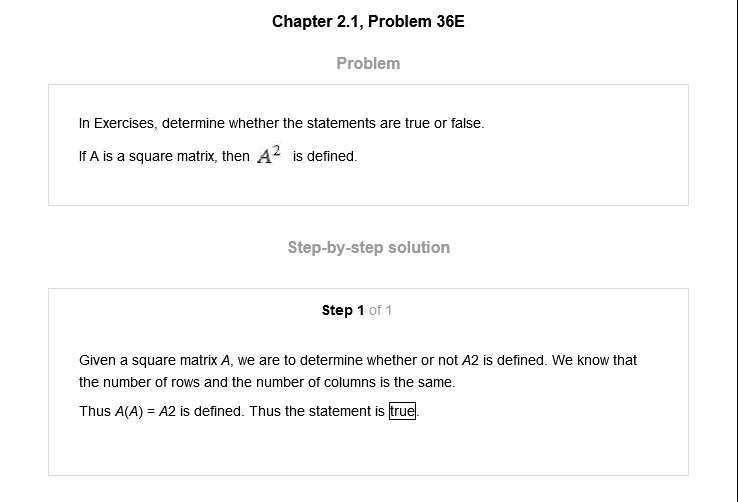 Chapter 2.1, Problem 36E
Problem
In Exercises, determine whether the statements are true or false.
If A is a square matrix, then A² is defined.
Step-by-step solution
Step 1 of 1
Given a square matrix A, we are to determine whether or not A2 is defined. We know that
the number of rows and the number of columns is the same.
Thus A(A) = A2 is defined. Thus the statement is true.